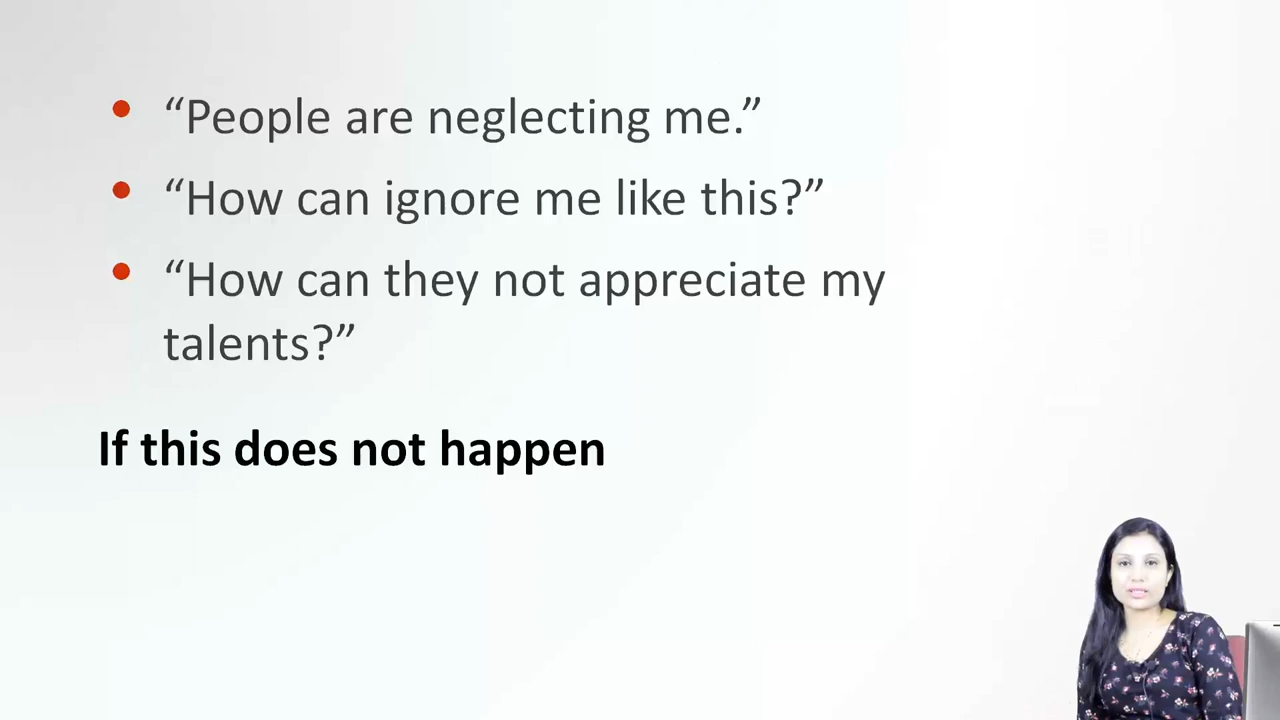 • “People are neglecting me.”
• “How can ignore me like this?”
• “How can they not appreciate my
talents?”
If this does not happen